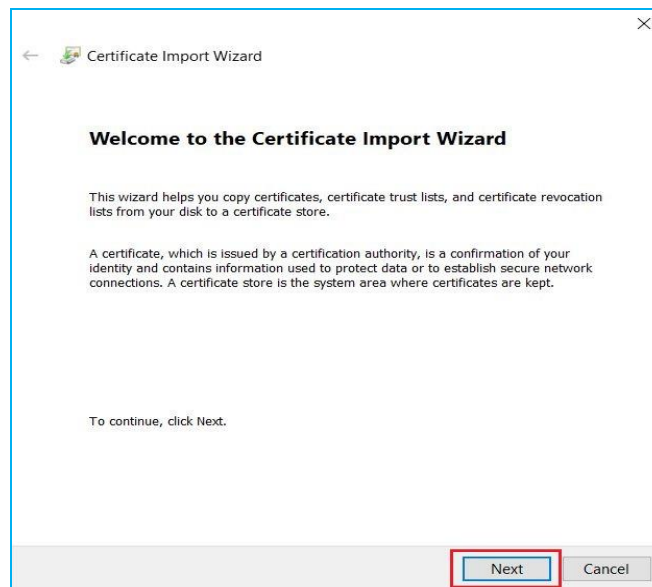 Certificate Import Wizard
Welcome to the Certificate Import Wizard
This wizard helps you copy certificates, certificate trust lists, and certificate revocation
lists from your disk to a certificate store.
A certificate, which is issued by a certification authority, is a confirmation of your
identity and contains information used to protect data or to establish secure network
connections. A certificate store is the system area where certificates are kept.
To continue, click Next.
Next Cancel